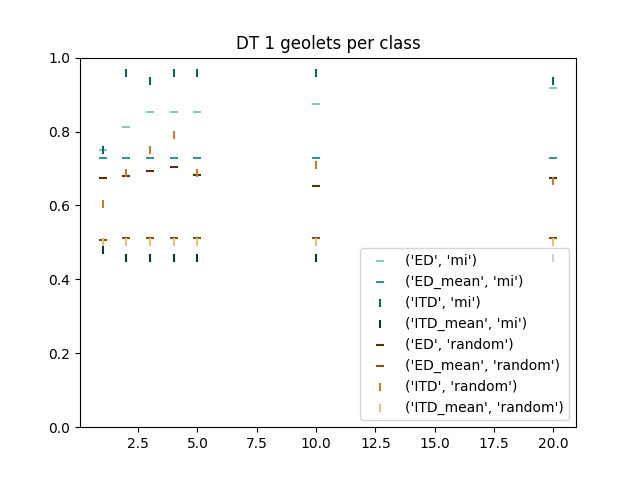 DT 1 geolets per class
1.0
0.8
0.6
0.4
0.2
0.0
('ED', 'mi')
('ED_mean', 'mi')
('ITD', 'mi')
('ITD_mean', 'mi')
('ED', 'random')
('ED_mean', 'random')
('ITD', 'random')
('ITD_mean', 'random')
2.5 5.0 7.5 10.0 12.5 15.0 17.5 20.0